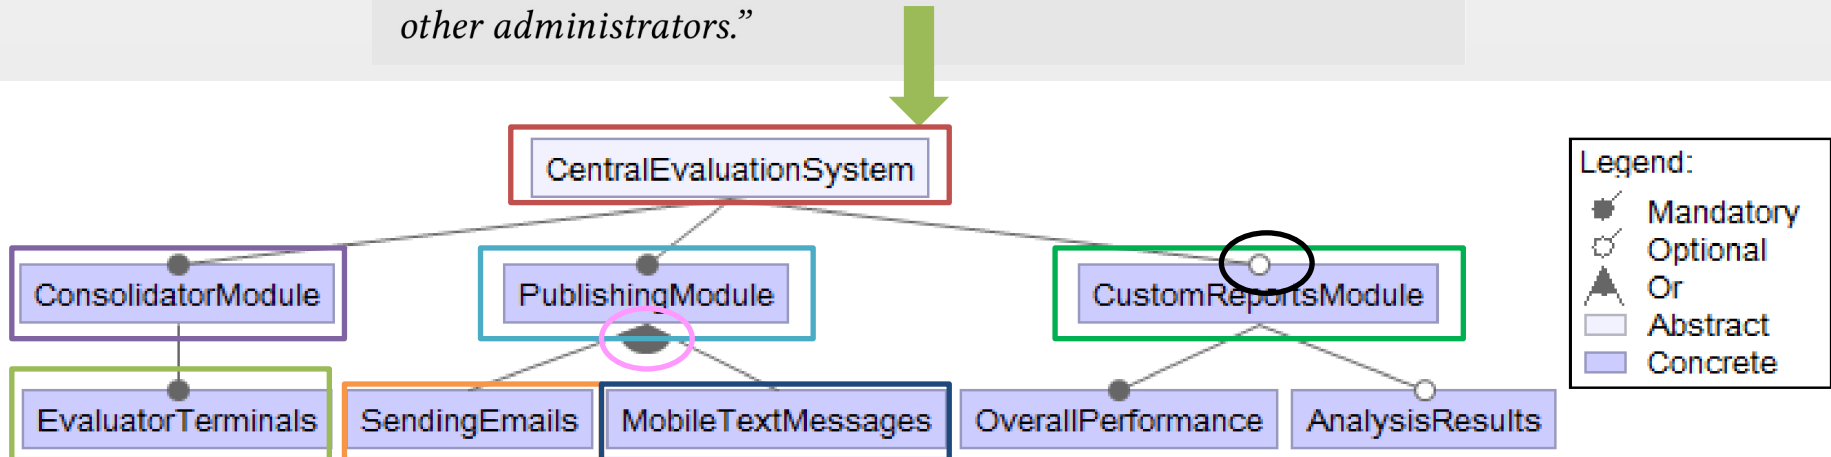 other administrators.”
CentralEvaluationSystem
Legend:
Mandatory
Optional
Or
Abstract
Concrete
ConsolidatorModule
PublishingModule
CustomReportsModule
EvaluatorTerminals
SendingEmails
MobileTextMessages
OverallPerformance
AnalysisResults